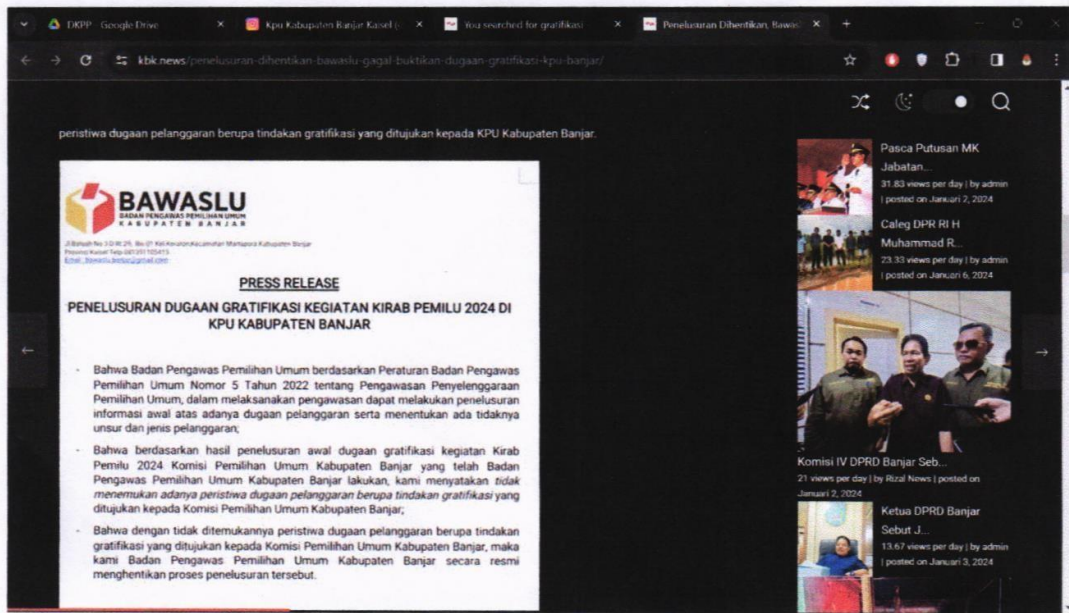 DKPP - Google Drive
Kpu Kabupaten Banjar Kalsel (
You searched for gratifikasi
Penelusuran Dihentikan, Bawas
kbk.news/penelusuran-dihentikan-bawaslu-gagal-buktikan-dugaan-gratifikasi-kpu-banjar/
peristiwa dugaan pelanggaran berupa tindakan gratifikasi yang ditujukan kepada KPU Kabupaten Banjar.
BAWASLU
BADAN PENGAWAS PEMILIHAN UMUM
KABUPATEN BANJAR
PRESS RELEASE
PENELUSURAN DUGAAN GRATIFIKASI KEGIATAN KIRAB PEMILU 2024 DI
KPU KABUPATEN BANJAR
- Bahwa Badan Pengawas Pemilihan Umum berdasarkan Peraturan Badan Pengawas
Pemilihan Umum Nomor 5 Tahun 2022 tentang Pengawasan Penyelenggaraan
Pemilihan Umum, dalam melaksanakan pengawasan dapat melakukan penelusuran
informasi awal atas adanya dugaan pelanggaran serta menentukan ada tidaknya
unsur dan jenis pelanggaran;
- Bahwa berdasarkan hasil penelusuran awal dugaan gratifikasi kegiatan Kirab
Pemilu 2024 Komisi Pemilihan Umum Kabupaten Banjar yang telah Badan
Pengawas Pemilihan Umum Kabupaten Banjar lakukan, kami menyatakan tidak
menemukan adanya peristiwa dugaan pelanggaran berupa tindakan gratifikasi yang
ditujukan kepada Komisi Pemilihan Umum Kabupaten Banjar;
- Bahwa dengan tidak ditemukannya peristiwa dugaan pelanggaran berupa tindakan
gratifikasi yang ditujukan kepada Komisi Pemilihan Umum Kabupaten Banjar, maka
kami Badan Pengawas Pemilihan Umum Kabupaten Banjar secara resmi
menghentikan proses penelusuran tersebut.
Pasca Putusan MK
Jabatan...
31.83 views per day | by admin
| posted on Januari 2, 2024
Caleg DPR RI H
Muhammad R...
23.33 views per day | by admin
| posted on Januari 6, 2024
Komisi IV DPRD Banjar Seb...
21 views per day | by Rizal News | posted on
Januari 2, 2024
Ketua DPRD Banjar
Sebut J...
13.67 views per day | by admin
| posted on Januari 3, 2024